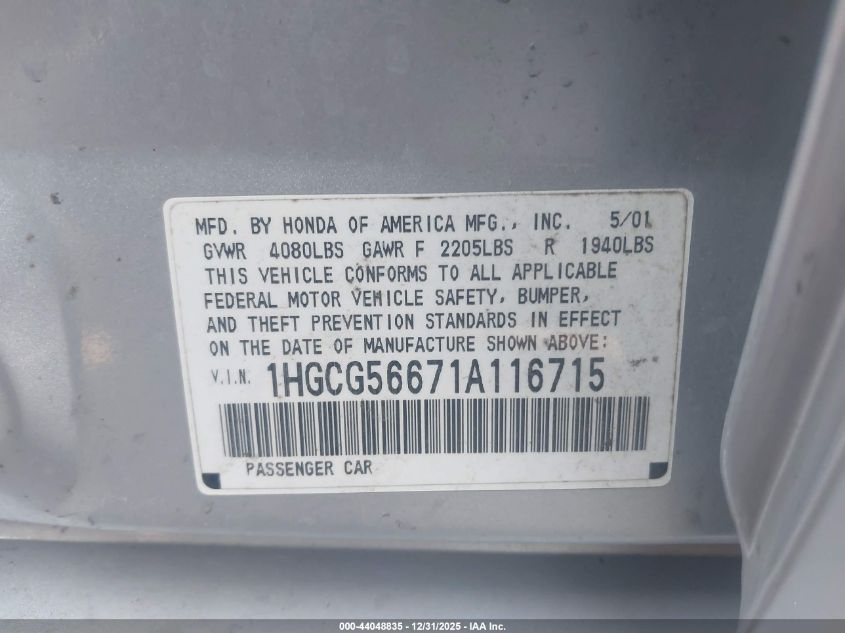 MFD. BY HONDA OF AMERICA MFG., INC. 5/01
GVWR 4080LBS GAWR F 2205LBS R 1940LBS
THIS VEHICLE CONFORMS TO ALL APPLICABLE
FEDERAL MOTOR VEHICLE SAFETY, BUMPER,
AND THEFT PREVENTION STANDARDS IN EFFECT
ON THE DATE OF MANUFACTURE SHOWN ABOVE:
V.I.N. 1HGCG56671A116715
PASSENGER CAR
000-44048835 - 12/31/2025 - IAA Inc.